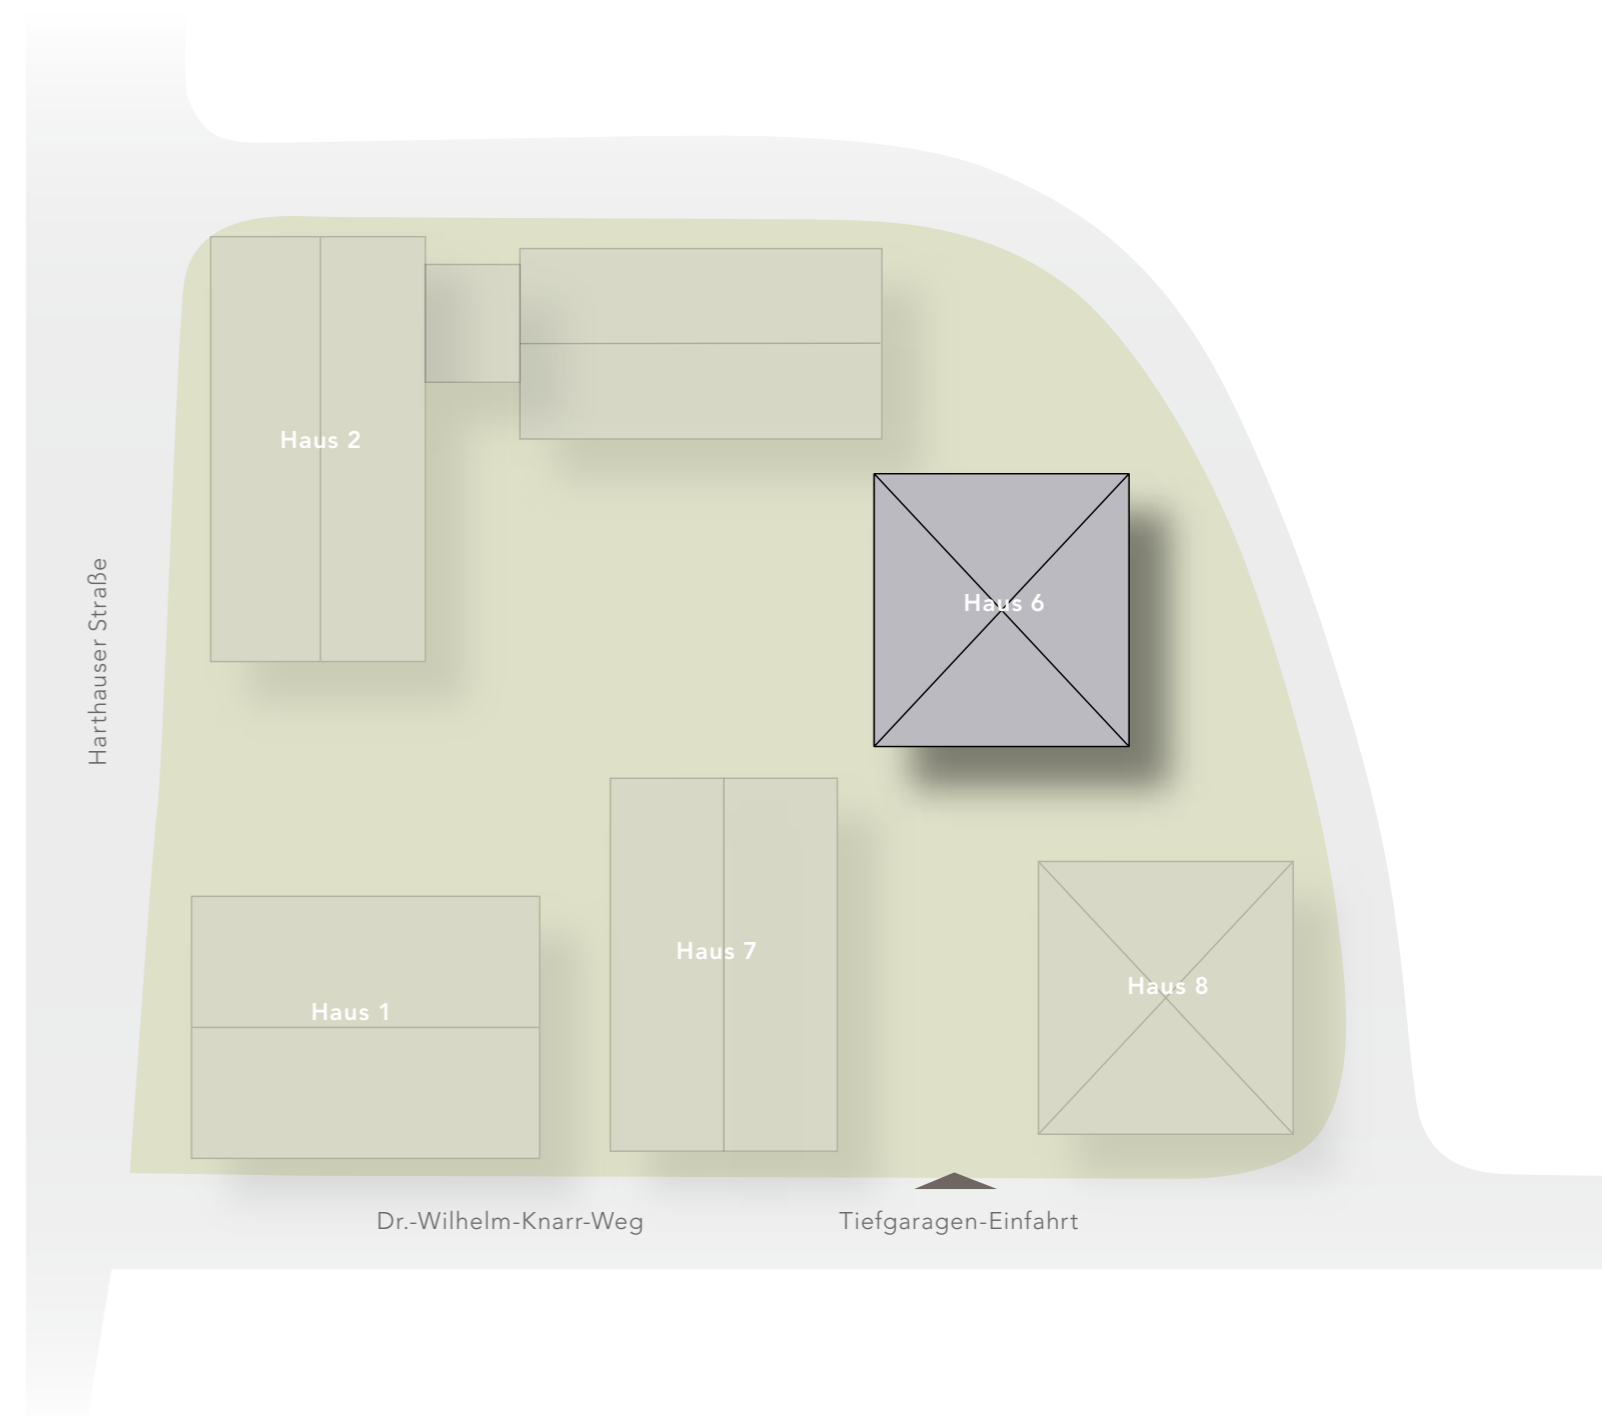 Haus 2
Haus 6
Harthauser Straße
Haus 7
Haus 8
Haus 1
Dr.-Wilhelm-Knarr-Weg
Tiefgaragen-Einfahrt